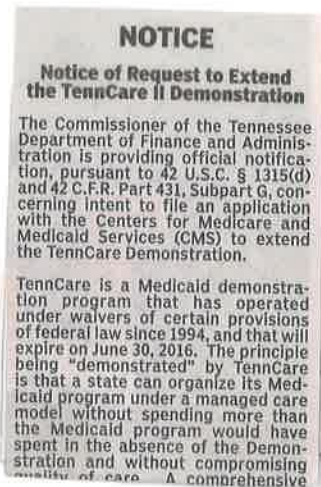 NOTICE
Notice of Request to Extend
the TennCare II Demonstration
The Commissioner of the Tennessee
Department of Finance and Adminis-
tration is providing official notifica-
tion, pursuant to 42 U.S.C. § 1315(d)
and 42 C.F.R. Part 431, Subpart G, con-
cerning intent to file an application
with the Centers for Medicare and
Medicaid Services (CMS) to extend
the TennCare Demonstration.
TennCare is a Medicaid demonstra-
tion program that has operated
under waivers of certain provisions
of federal law since 1994, and that will
expire on June 30, 2016. The principle
being "demonstrated" by TennCare
is that a state can organize its Med-
icaid program under a managed care
model without spending more than
the Medicaid program would have
spent in the absence of the Demon-
stration and without compromising
quality of care. A comprehensive